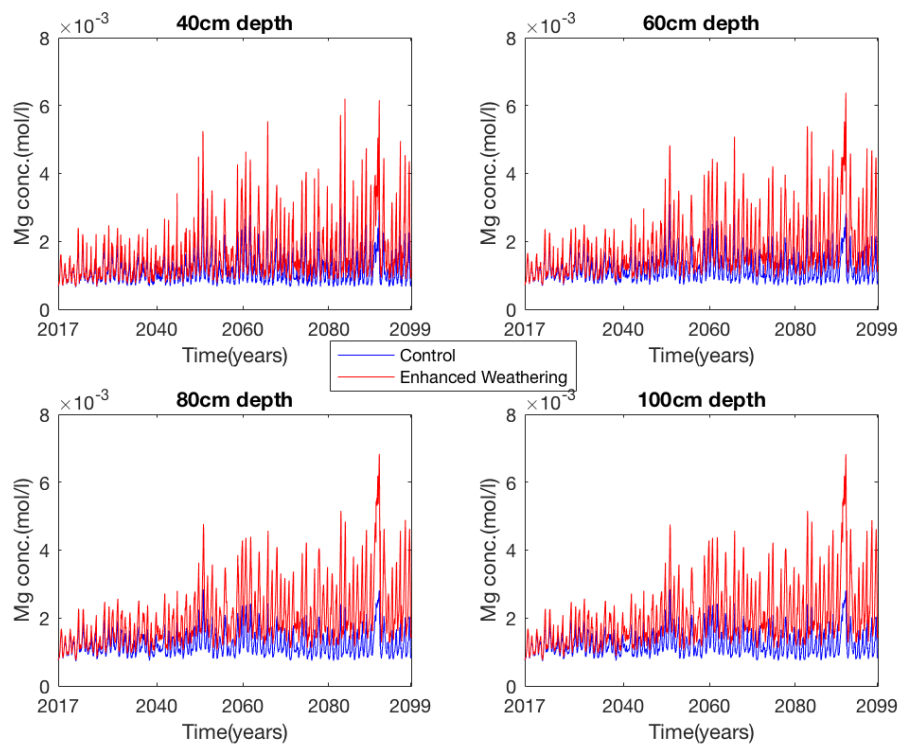 ×10⁻³ 40cm depth
8
6
4
2
0
Mg conc.(mol/l)
2017 2040 2060 2080 2099
Time(years)
×10⁻³ 60cm depth
8
6
4
2
0
Mg conc.(mol/l)
2017 2040 2060 2080 2099
Time(years)
Control
Enhanced Weathering
×10⁻³ 80cm depth
8
6
4
2
0
Mg conc.(mol/l)
2017 2040 2060 2080 2099
Time(years)
×10⁻³ 100cm depth
8
6
4
2
0
Mg conc.(mol/l)
2017 2040 2060 2080 2099
Time(years)